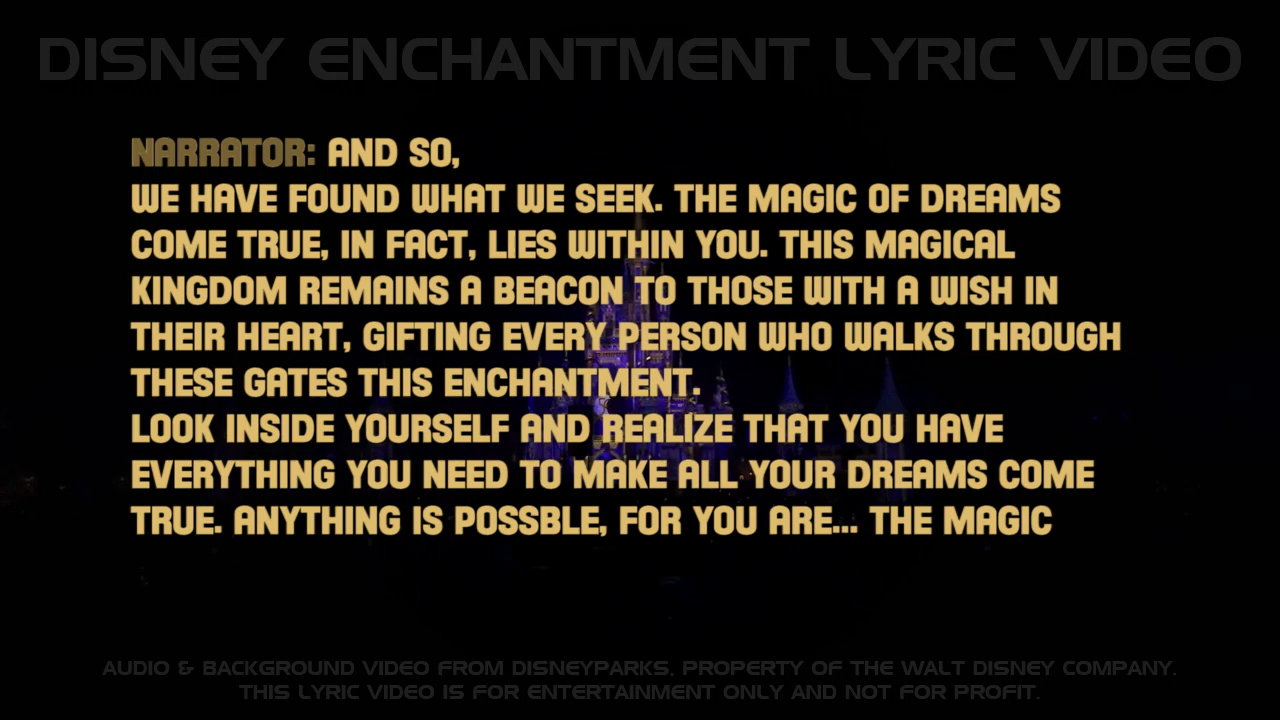 DISNEY ENCHANTMENT LYRIC VIDEO
NARRATOR: AND SO,
WE HAVE FOUND WHAT WE SEEK. THE MAGIC OF DREAMS
COME TRUE, IN FACT, LIES WITHIN YOU. THIS MAGICAL
KINGDOM REMAINS A BEACON TO THOSE WITH A WISH IN
THEIR HEART, GIFTING EVERY PERSON WHO WALKS THROUGH
THESE GATES THIS ENCHANTMENT.
LOOK INSIDE YOURSELF AND REALIZE THAT YOU HAVE
EVERYTHING YOU NEED TO MAKE ALL YOUR DREAMS COME
TRUE. ANYTHING IS POSSBLE, FOR YOU ARE... THE MAGIC
AUDIO & BACKGROUND VIDEO FROM DISNEYPARKS, PROPERTY OF THE WALT DISNEY COMPANY.
THIS LYRIC VIDEO IS FOR ENTERTAINMENT ONLY AND NOT FOR PROFIT.